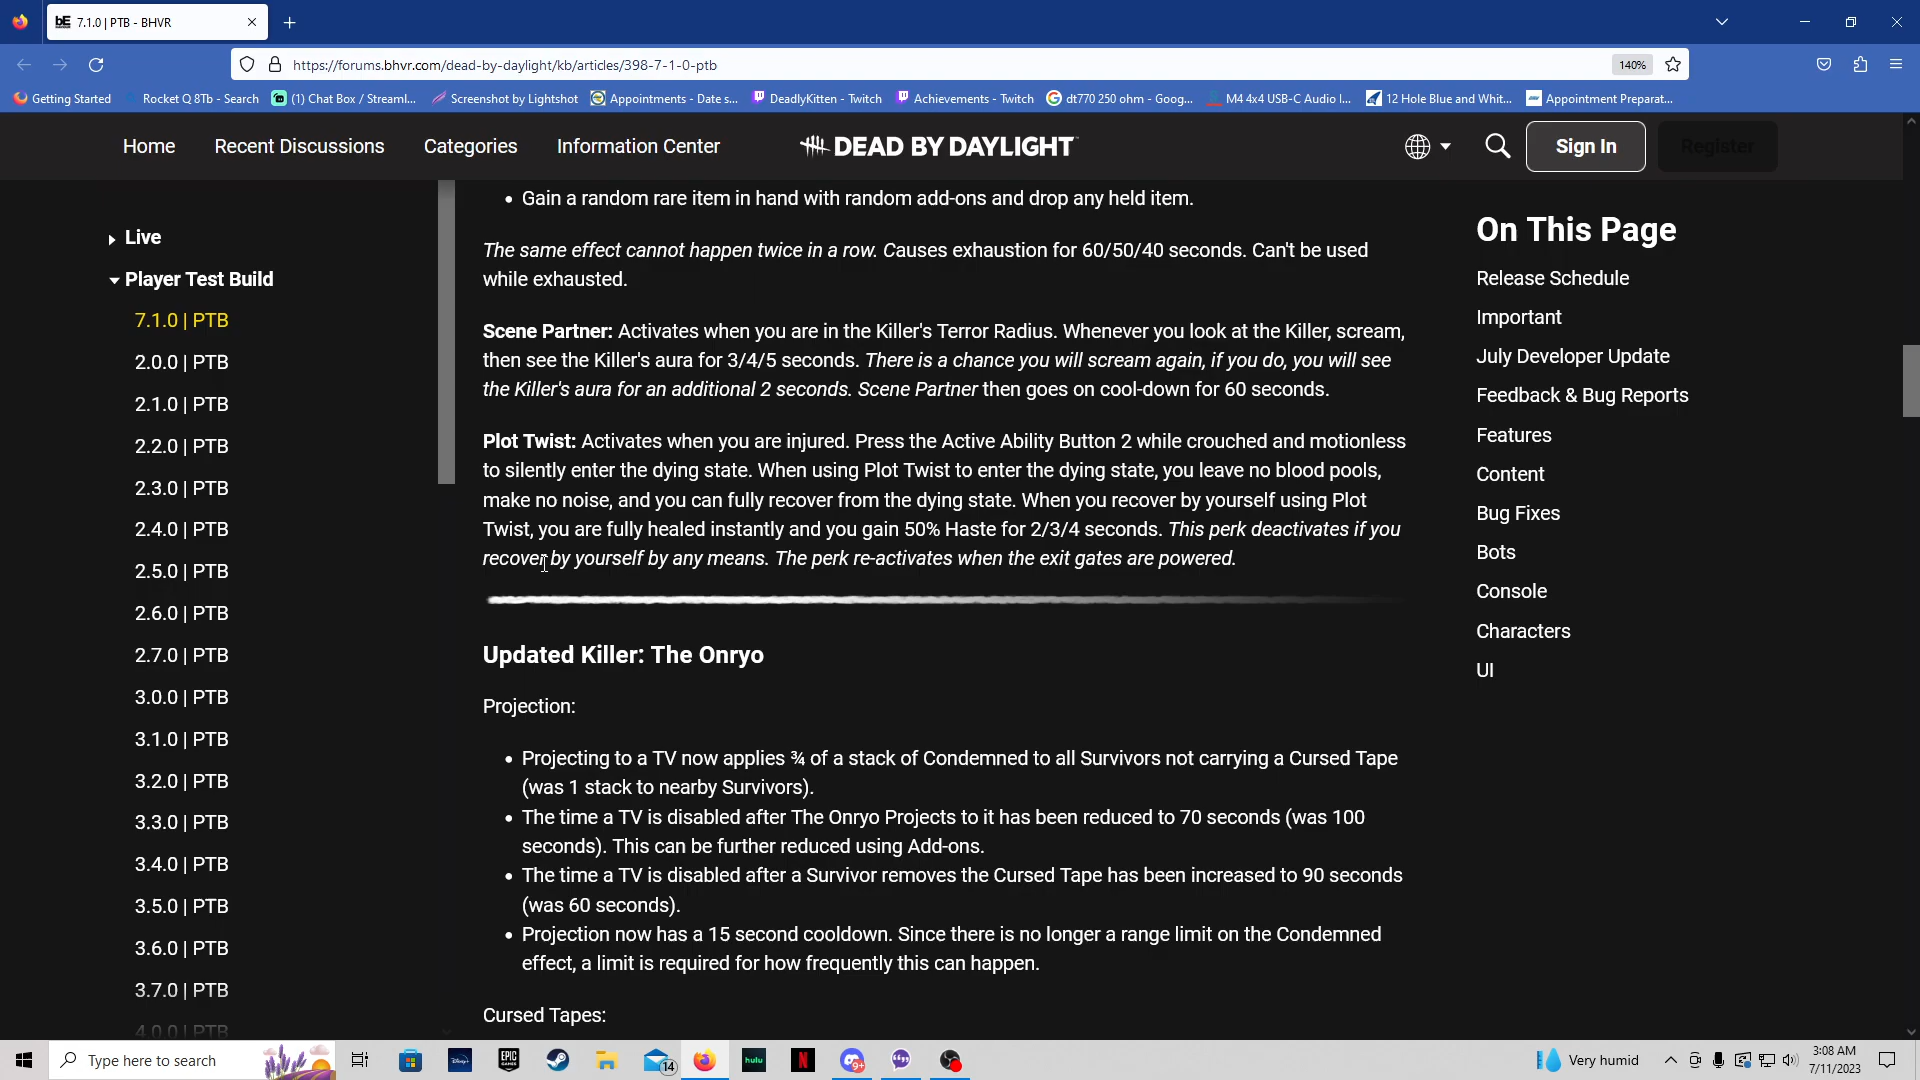 7.1.0 | PTB - BHVR
https://forums.bhvr.com/dead-by-daylight/kb/articles/398-7-1-0-ptb
140%
Getting Started
Rocket Q 8Tb - Search
(1) Chat Box / Streaml...
Screenshot by Lightshot
Appointments - Date s...
DeadlyKitten - Twitch
Achievements - Twitch
dt770 250 ohm - Goog...
M4 4x4 USB-C Audio I...
12 Hole Blue and Whit...
Appointment Preparat...
Home
Recent Discussions
Categories
Information Center
DEAD BY DAYLIGHT
Sign In
Register
Live
Player Test Build
7.1.0 | PTB
2.0.0 | PTB
2.1.0 | PTB
2.2.0 | PTB
2.3.0 | PTB
2.4.0 | PTB
2.5.0 | PTB
2.6.0 | PTB
2.7.0 | PTB
3.0.0 | PTB
3.1.0 | PTB
3.2.0 | PTB
3.3.0 | PTB
3.4.0 | PTB
3.5.0 | PTB
3.6.0 | PTB
3.7.0 | PTB
4.0.0 | PTB
• Gain a random rare item in hand with random add-ons and drop any held item.
The same effect cannot happen twice in a row. Causes exhaustion for 60/50/40 seconds. Can't be used
while exhausted.
Scene Partner: Activates when you are in the Killer's Terror Radius. Whenever you look at the Killer, scream,
then see the Killer's aura for 3/4/5 seconds. There is a chance you will scream again, if you do, you will see
the Killer's aura for an additional 2 seconds. Scene Partner then goes on cool-down for 60 seconds.
Plot Twist: Activates when you are injured. Press the Active Ability Button 2 while crouched and motionless
to silently enter the dying state. When using Plot Twist to enter the dying state, you leave no blood pools,
make no noise, and you can fully recover from the dying state. When you recover by yourself using Plot
Twist, you are fully healed instantly and you gain 50% Haste for 2/3/4 seconds. This perk deactivates if you
recover by yourself by any means. The perk re-activates when the exit gates are powered.
Updated Killer: The Onryo
Projection:
• Projecting to a TV now applies ¾ of a stack of Condemned to all Survivors not carrying a Cursed Tape
(was 1 stack to nearby Survivors).
• The time a TV is disabled after The Onryo Projects to it has been reduced to 70 seconds (was 100
seconds). This can be further reduced using Add-ons.
• The time a TV is disabled after a Survivor removes the Cursed Tape has been increased to 90 seconds
(was 60 seconds).
• Projection now has a 15 second cooldown. Since there is no longer a range limit on the Condemned
effect, a limit is required for how frequently this can happen.
Cursed Tapes:
On This Page
Release Schedule
Important
July Developer Update
Feedback & Bug Reports
Features
Content
Bug Fixes
Bots
Console
Characters
UI
Type here to search
Disney+
EPIC GAMES
14
hulu
N
9+
Very humid
3:08 AM
7/11/2023